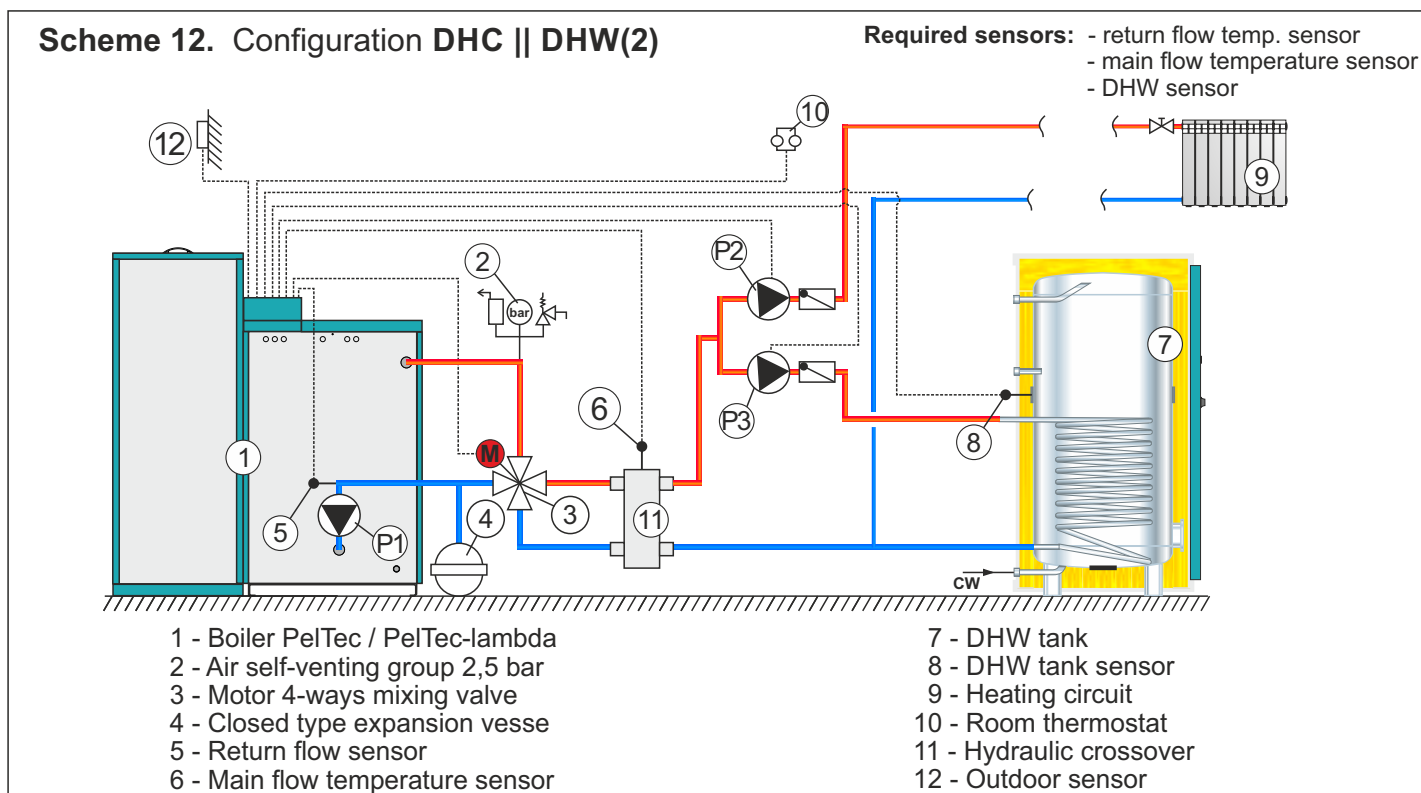 Scheme 12. Configuration DHC || DHW(2)
Required sensors: - return flow temp. sensor
- main flow temperature sensor
- DHW sensor
12
10
9
2
bar
P2
7
P3
6
8
M
1
5
P1
4
3
11
CW
1 - Boiler PelTec / PelTec-lambda
2 - Air self-venting group 2,5 bar
3 - Motor 4-ways mixing valve
4 - Closed type expansion vesse
5 - Return flow sensor
6 - Main flow temperature sensor
7 - DHW tank
8 - DHW tank sensor
9 - Heating circuit
10 - Room thermostat
11 - Hydraulic crossover
12 - Outdoor sensor